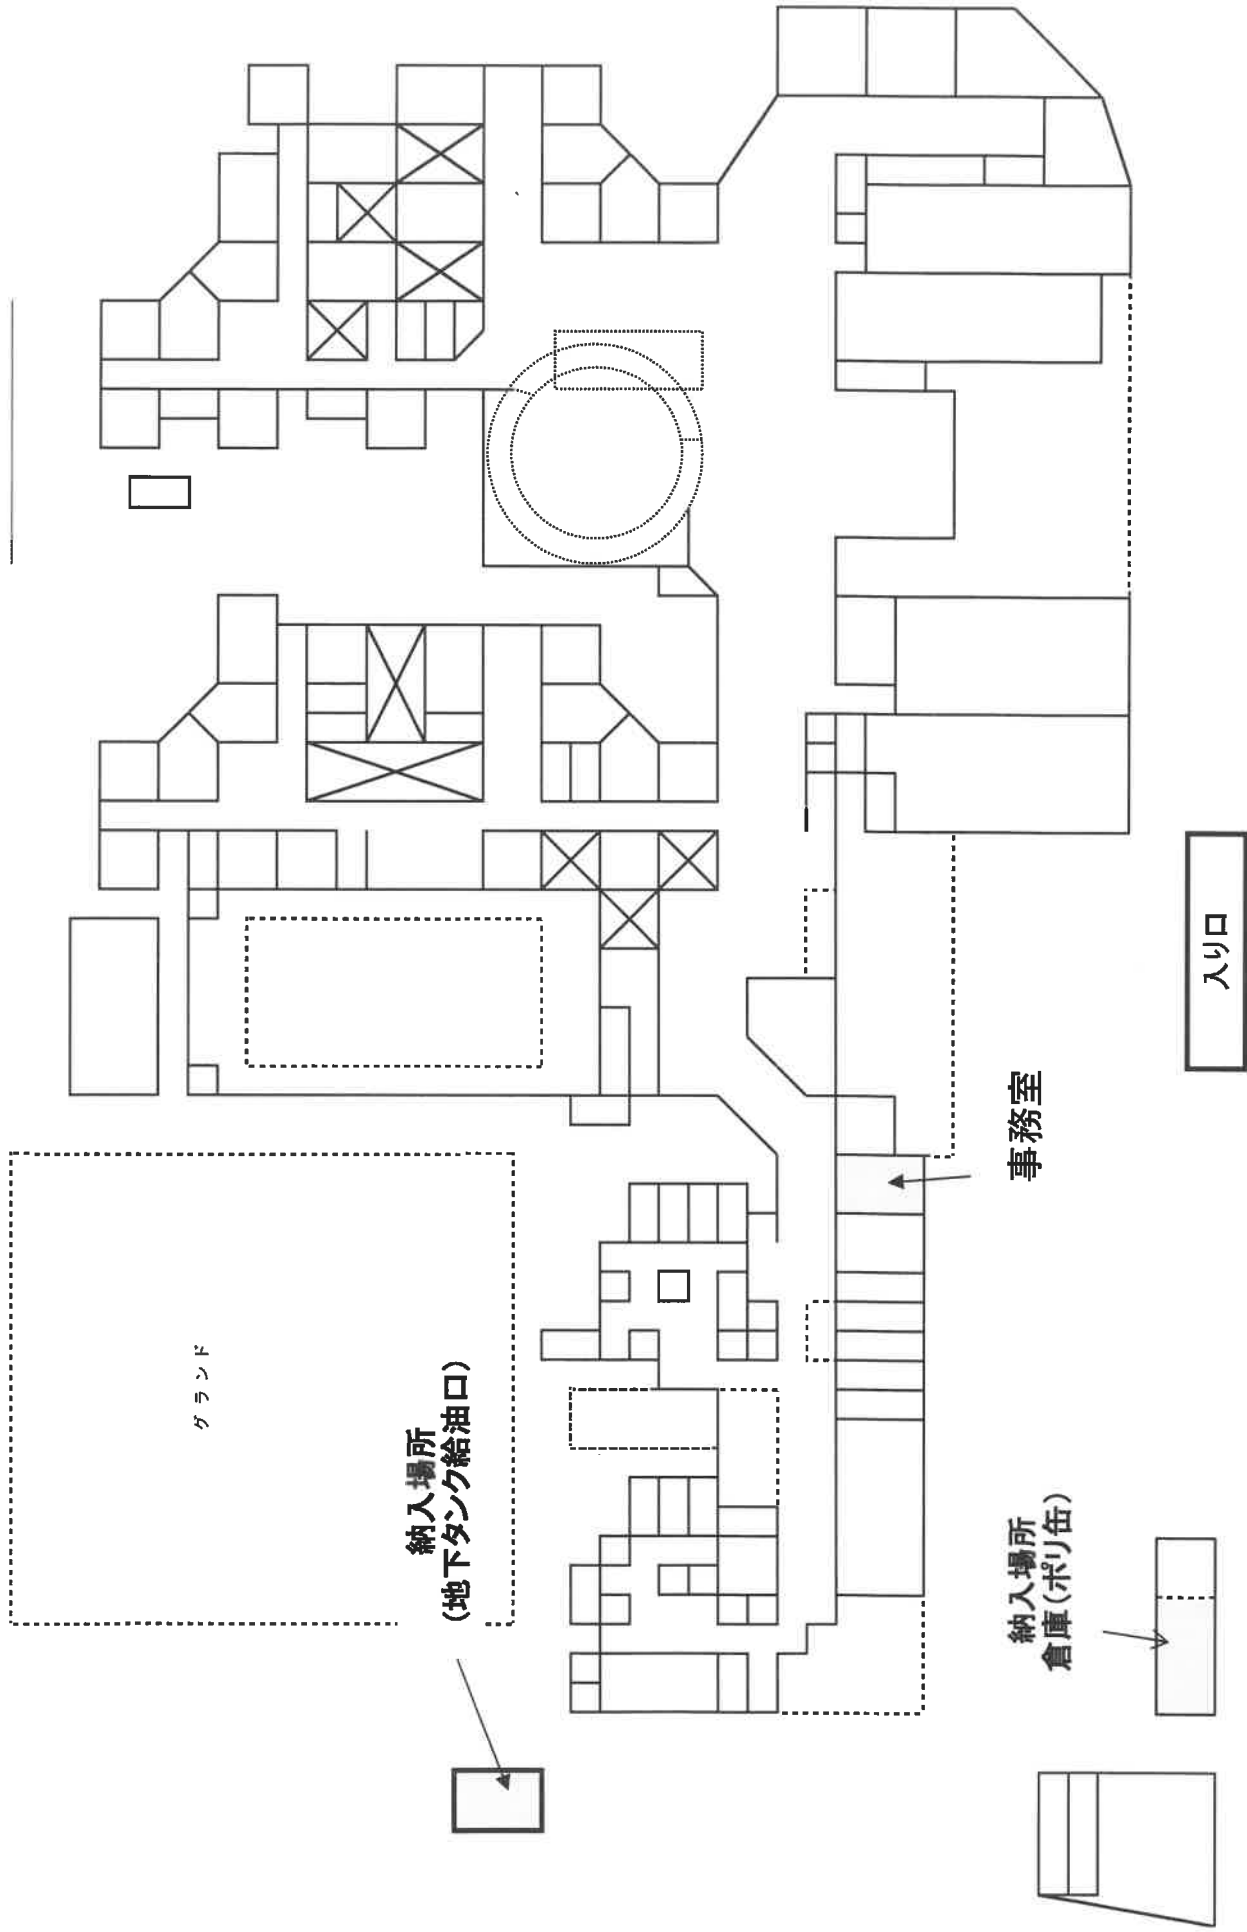 グランド
納入場所
(地下タンク給油口)
事務室
入り口
納入場所
倉庫(ポリ缶)